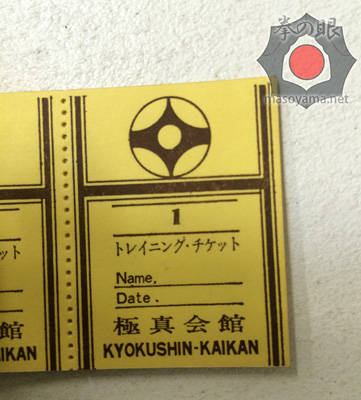 拳の眼
masoyama.net
1
トレイニング・チケット
Name.
Date.
極真会館
KYOKUSHIN-KAIKAN
ット
館
AIKAN